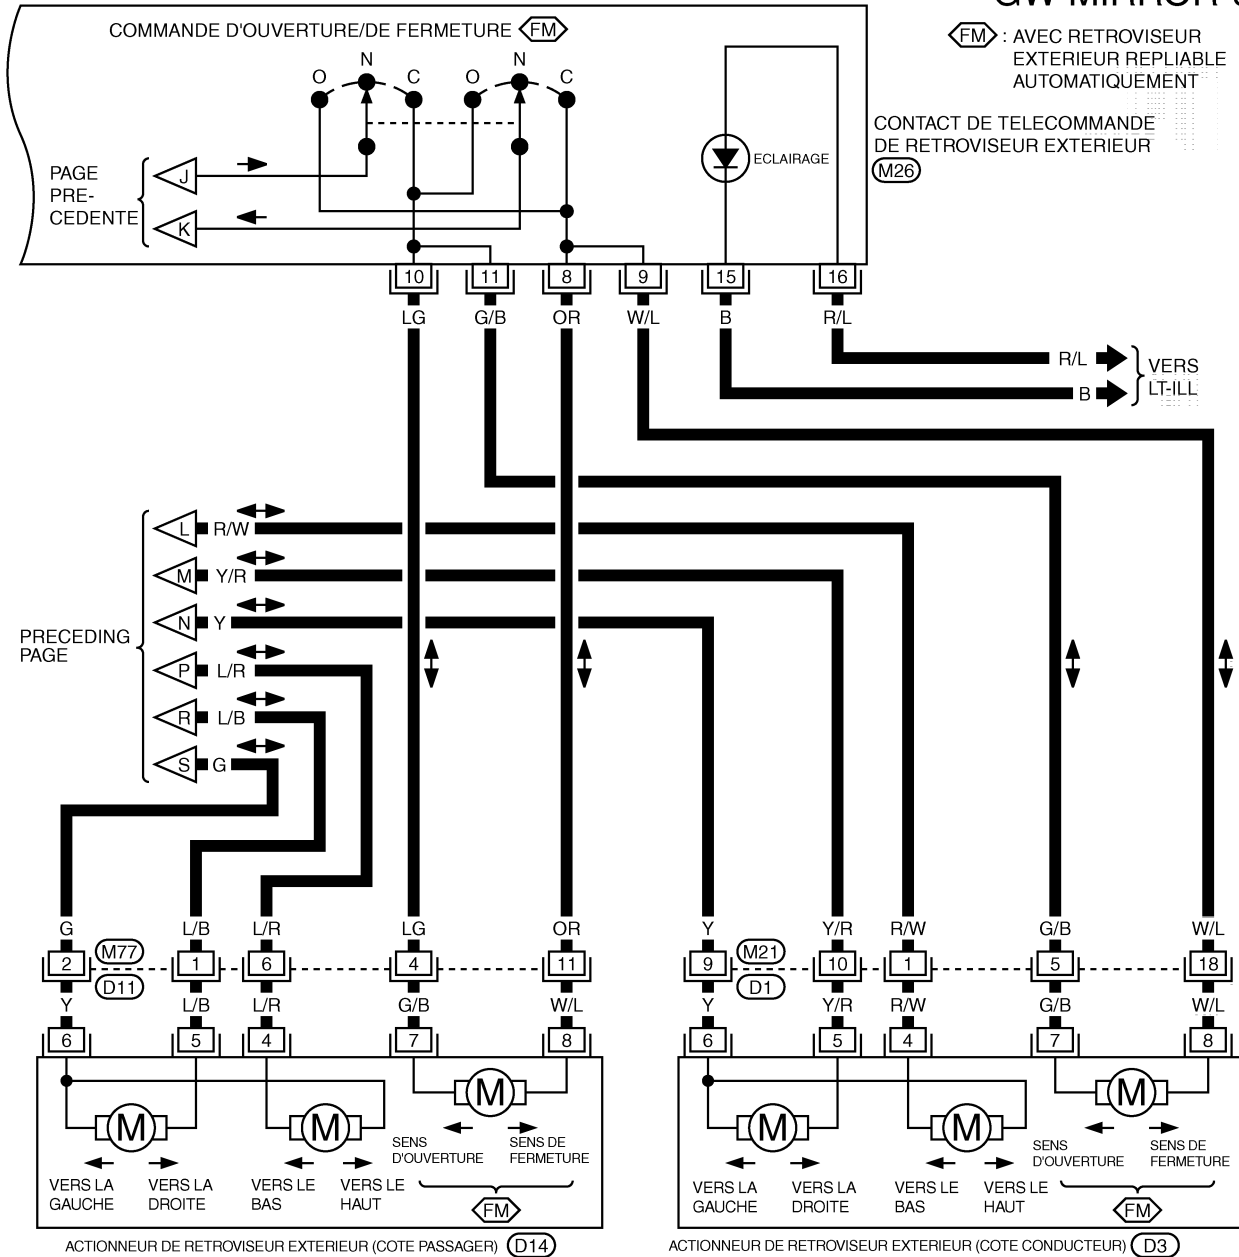 COMMANDE D'OUVERTURE/DE FERMETURE FM
FM : AVEC RETROVISEUR
EXTERIEUR REPLIABLE
AUTOMATIQUEMENT
O N C O N C
CONTACT DE TELECOMMANDE
DE RETROVISEUR EXTERIEUR
M26
ECLAIRAGE
PAGE
PRE-
CEDENTE
J
K
10 11 8 9 15 16
LG G/B OR W/L B R/L
R/L
B
VERS
LT-ILL
L R/W
M Y/R
N Y
P L/R
R L/B
S G
PRECEDING
PAGE
G L/B L/R LG OR Y Y/R R/W G/B W/L
2 M77 1 6 4 11 9 M21 10 1 5 18
D11 D1
Y L/B L/R G/B W/L Y Y/R R/W G/B W/L
6 5 4 7 8 6 5 4 7 8
M M M M M M
SENS
D'OUVERTURE
SENS DE
FERMETURE
SENS
D'OUVERTURE
SENS DE
FERMETURE
VERS LA
GAUCHE
VERS LA
DROITE
VERS LE
BAS
VERS LE
HAUT
FM
VERS LA
GAUCHE
VERS LA
DROITE
VERS LE
BAS
VERS LE
HAUT
FM
ACTIONNEUR DE RETROVISEUR EXTERIEUR (COTE PASSAGER) D14
ACTIONNEUR DE RETROVISEUR EXTERIEUR (COTE CONDUCTEUR) D3